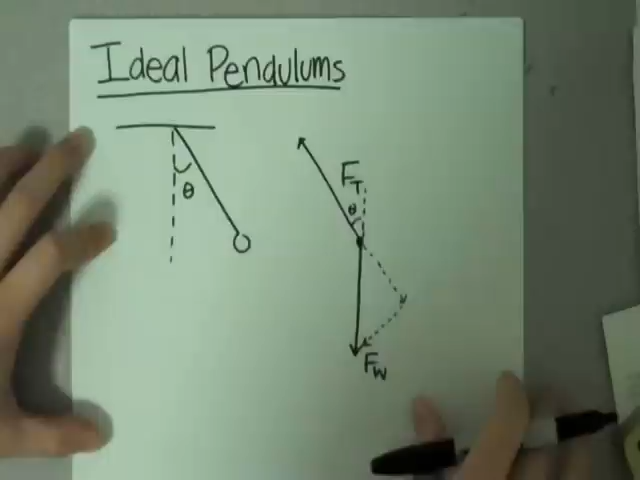 Ideal Pendulums
θ
F_T
θ
F_W